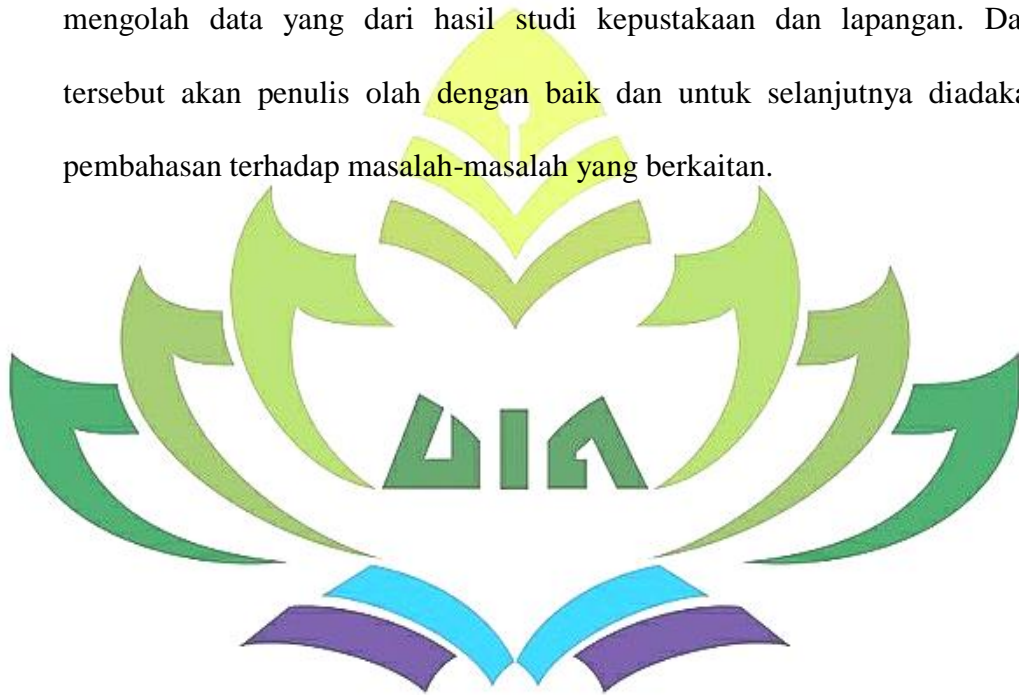 mengolah data yang dari hasil studi kepustakaan dan lapangan. Da
tersebut akan penulis olah dengan baik dan untuk selanjutnya diadaka
pembahasan terhadap masalah-masalah yang berkaitan.
UIN